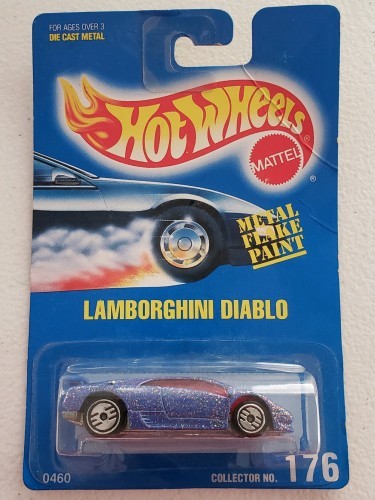 FOR AGES OVER 3
DIE CAST METAL
Hot Wheels
MATTEL
®
®
METAL
FLAKE
PAINT
LAMBORGHINI DIABLO
0460
COLLECTOR NO. 176